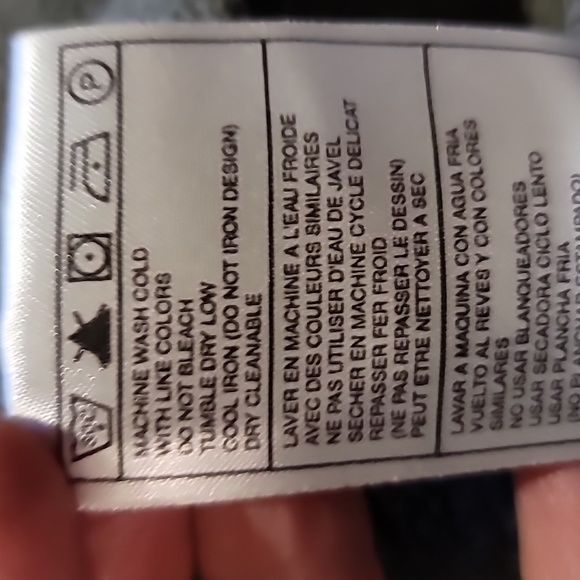 P
MACHINE WASH COLD
WITH LIKE COLORS
DO NOT BLEACH
TUMBLE DRY LOW
COOL IRON (DO NOT IRON DESIGN)
DRY CLEANABLE
LAVER EN MACHINE A L'EAU FROIDE
AVEC DES COULEURS SIMILAIRES
NE PAS UTILISER D'EAU DE JAVEL
SECHER EN MACHINE CYCLE DELICAT
REPASSER FER FROID
(NE PAS REPASSER LE DESSIN)
PEUT ETRE NETTOYER A SEC
LAVAR A MAQUINA CON AGUA FRIA
VUELTO AL REVES Y CON COLORES
SIMILARES
NO USAR BLANQUEADORES
USAR SECADORA CICLO LENTO
USAR PLANCHA FRIA